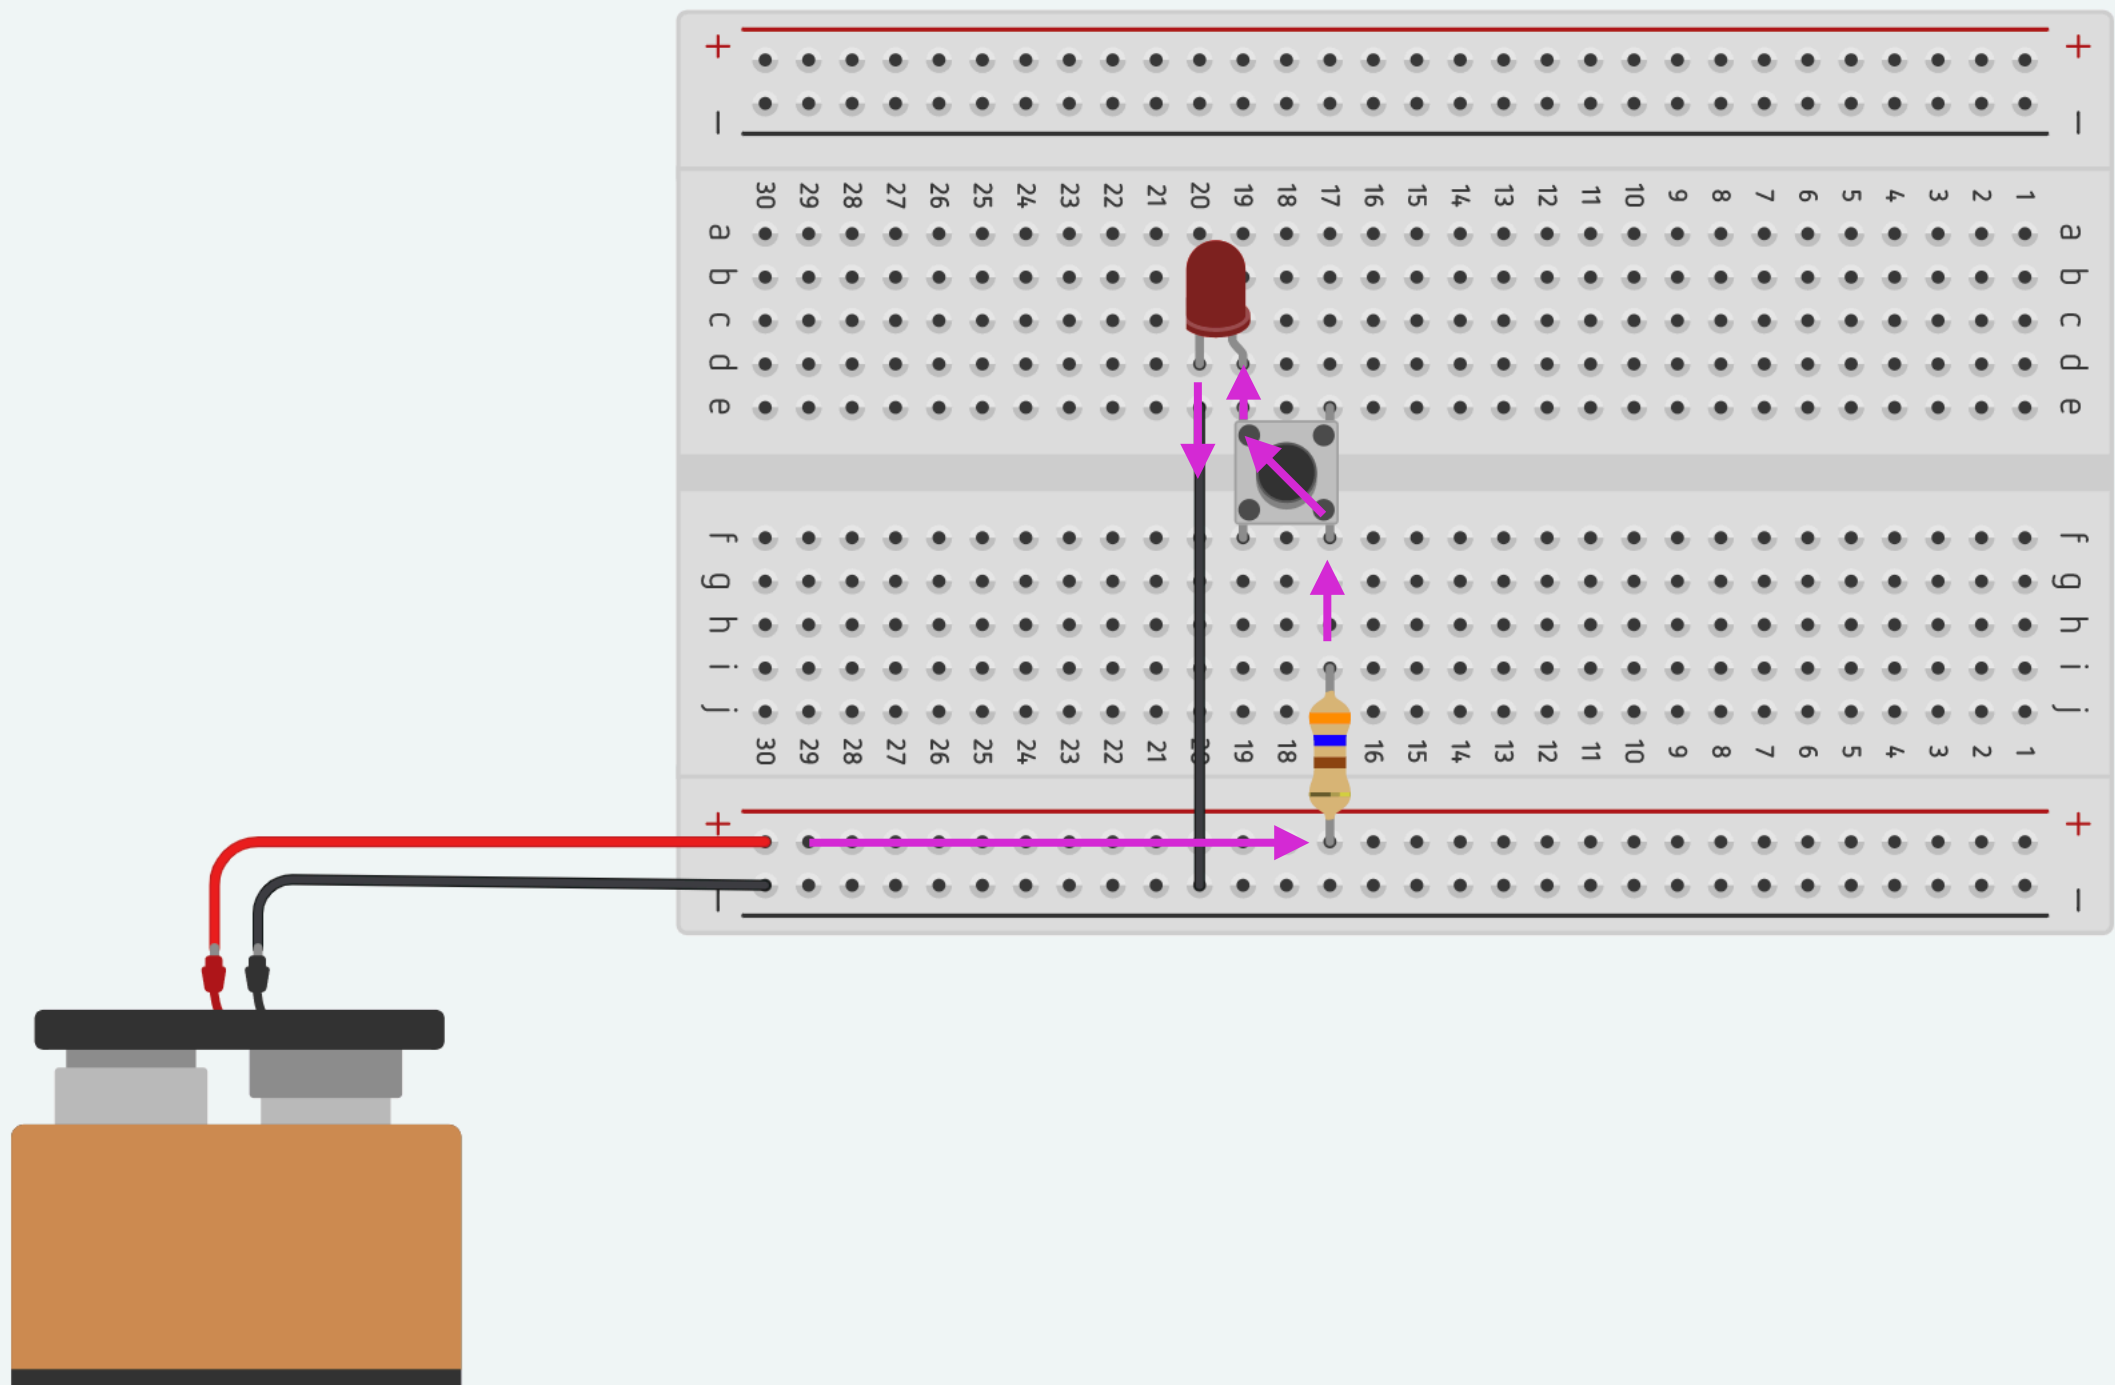 + +
− −
30 29 28 27 26 25 24 23 22 21 20 19 18 17 16 15 14 13 12 11 10 9 8 7 6 5 4 3 2 1
a a
b b
c c
d d
e e
f f
g g
h h
i i
j j
30 29 28 27 26 25 24 23 22 21 20 19 18 16 15 14 13 12 11 10 9 8 7 6 5 4 3 2 1
+ +
− −